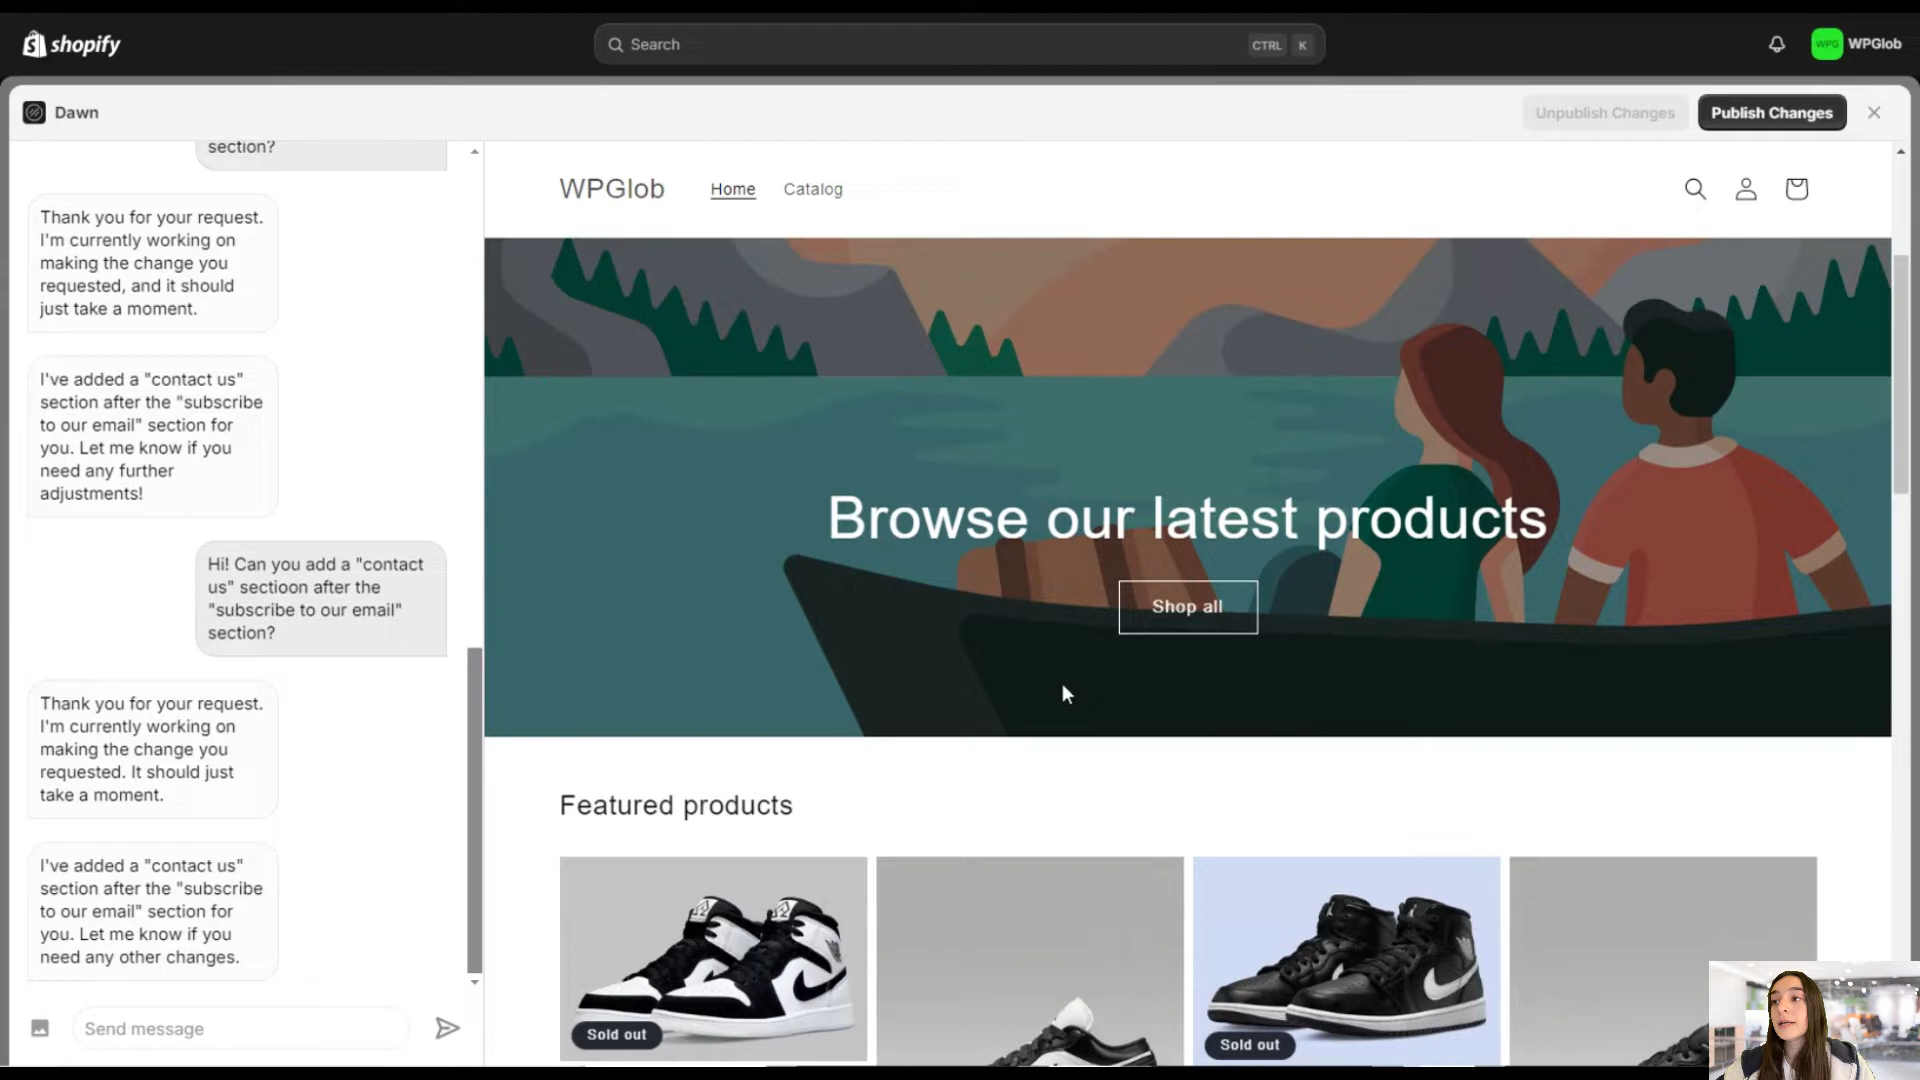 shopify
Search
CTRL K
WPG
WPGlob
Dawn
Unpublish Changes
Publish Changes
section?
Thank you for your request.
I'm currently working on
making the change you
requested, and it should
just take a moment.
I've added a "contact us"
section after the "subscribe
to our email" section for
you. Let me know if you
need any further
adjustments!
Hi! Can you add a "contact
us" sectioon after the
"subscribe to our email"
section?
Thank you for your request.
I'm currently working on
making the change you
requested. It should just
take a moment.
I've added a "contact us"
section after the "subscribe
to our email" section for
you. Let me know if you
need any other changes.
Send message
WPGlob
Home
Catalog
Browse our latest products
Shop all
Featured products
Sold out
Sold out